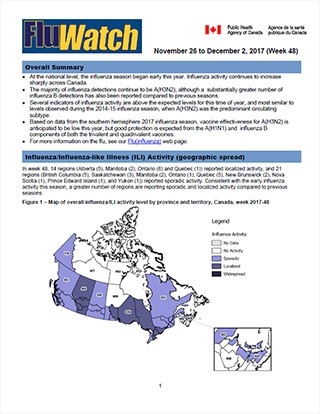 FluWatch
Public Health Agency of Canada
Agence de la santé publique du Canada
November 26 to December 2, 2017 (Week 48)
Overall Summary
• At the national level, the influenza season began early this year. Influenza activity continues to increase
sharply across Canada.
• The majority of influenza detections continue to be A(H3N2), although a substantially greater number of
influenza B detections has also been reported compared to previous seasons.
• Several indicators of influenza activity are above the expected levels for this time of year, and most similar to
levels observed during the 2014-15 influenza season, when A(H3N2) was the predominant circulating
subtype.
• Based on data from the southern hemisphere 2017 influenza season, vaccine effectiveness for A(H3N2) is
anticipated to be low this year, but good protection is expected from the A(H1N1) and influenza B
components of both the trivalent and quadrivalent vaccines.
• For more information on the flu, see our Flu(influenza) web page.
Influenza/Influenza-like Illness (ILI) Activity (geographic spread)
In week 48, 14 regions (Alberta (5), Manitoba (2), Ontario (6) and Quebec (1)) reported localized activity, and 21
regions (British Columbia (5), Saskatchewan (3), Manitoba (2), Ontario (1), Quebec (5), New Brunswick (2), Nova
Scotia (1), Prince Edward Island (1), and Yukon (1)) reported sporadic activity. Consistent with the early influenza
activity this season, a greater number of regions are reporting sporadic and localized activity compared to previous
seasons.
Figure 1 – Map of overall influenza/ILI activity level by province and territory, Canada, week 2017-48
Legend
Influenza Activity
No Data
No Activity
Sporadic
Localized
Widespread
1